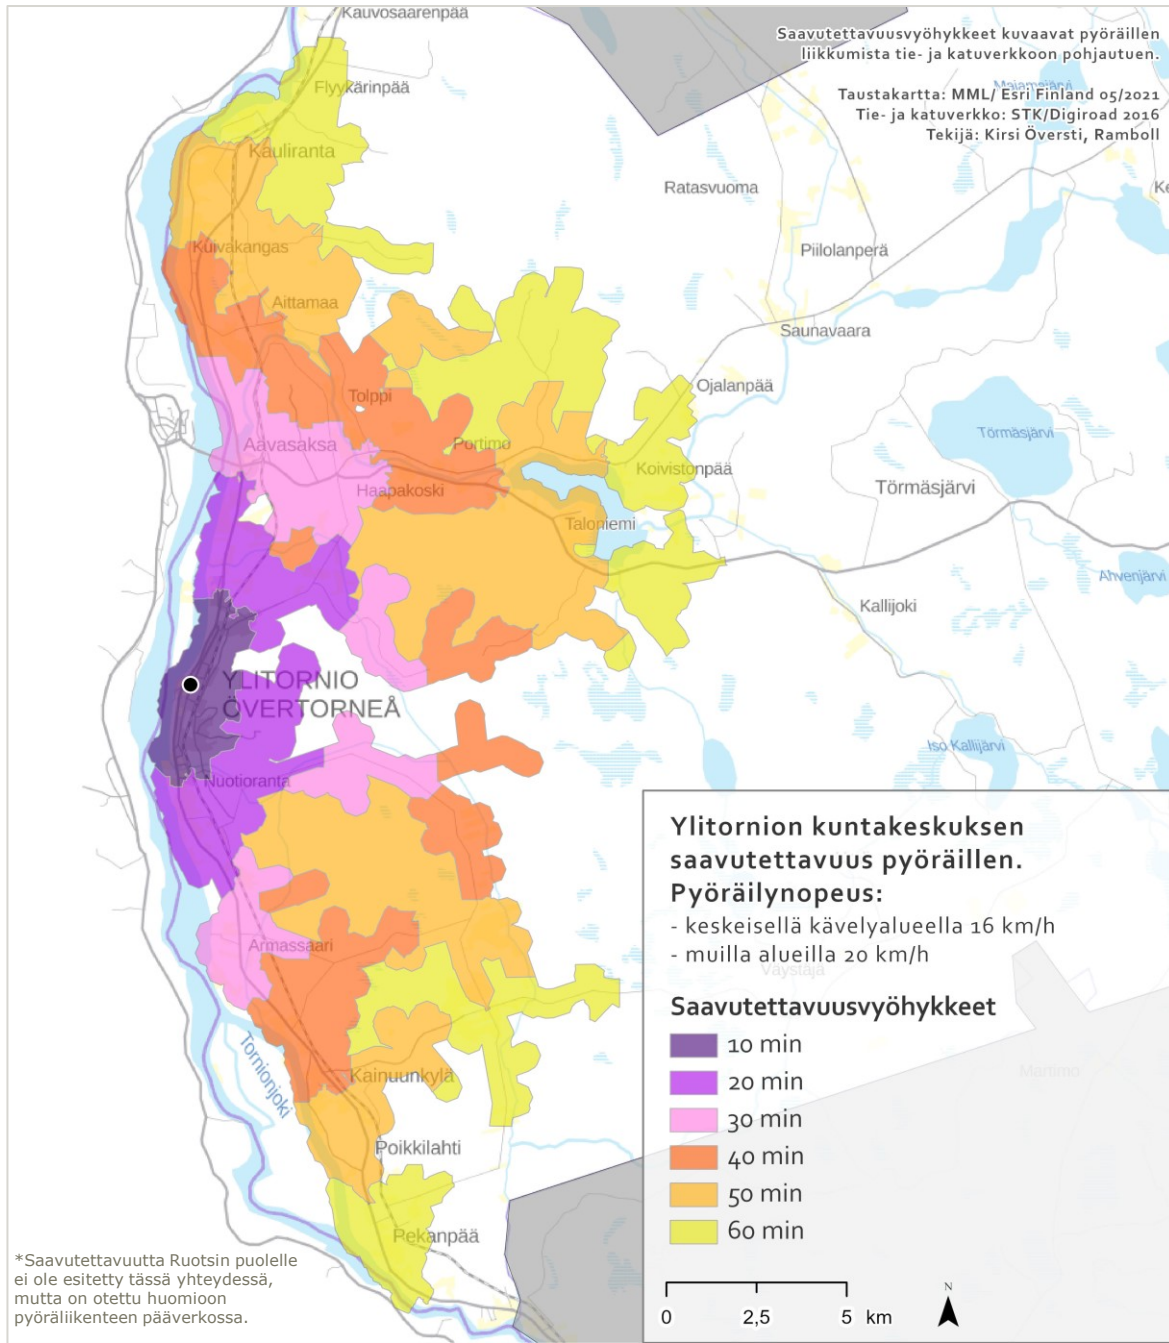 Kauvosaarenpää
Saavutettavuusvyöhykkeet kuvaavat pyöräillen
liikkumista tie- ja katuverkkoon pohjautuen.
Taustakartta: MML/ Esri Finland 05/2021
Tie- ja katuverkko: STK/Digiroad 2016
Tekijä: Kirsi Översti, Ramboll
Majamajärvi
Flyykärinpää
Kauliranta
Ratasvuoma
Ke
Kuivakangas
Piilolanperä
Aittamaa
Saunavaara
Tolppi
Ojalanpää
Aavasaksa
Portimo
Törmäsjärvi
Koivistonpää
Haapakoski
Törmäsjärvi
Taloniemi
Ahvenjärvi
Kallijoki
YLITORNIO
ÖVERTORNEÅ
Iso Kallijärvi
Nuotioranta
Armassaari
Väystäjä
Tornionjoki
Kainuunkylä
Martimo
Poikkilahti
Pekanpää
Ylitornion kuntakeskuksen
saavutettavuus pyöräillen.
Pyöräilynopeus:
- keskeisellä kävelyalueella 16 km/h
- muilla alueilla 20 km/h
Saavutettavuusvyöhykkeet
10 min
20 min
30 min
40 min
50 min
60 min
0 2,5 5 km
N
*Saavutettavuutta Ruotsin puolelle
ei ole esitetty tässä yhteydessä,
mutta on otettu huomioon
pyöräliikenteen pääverkossa.